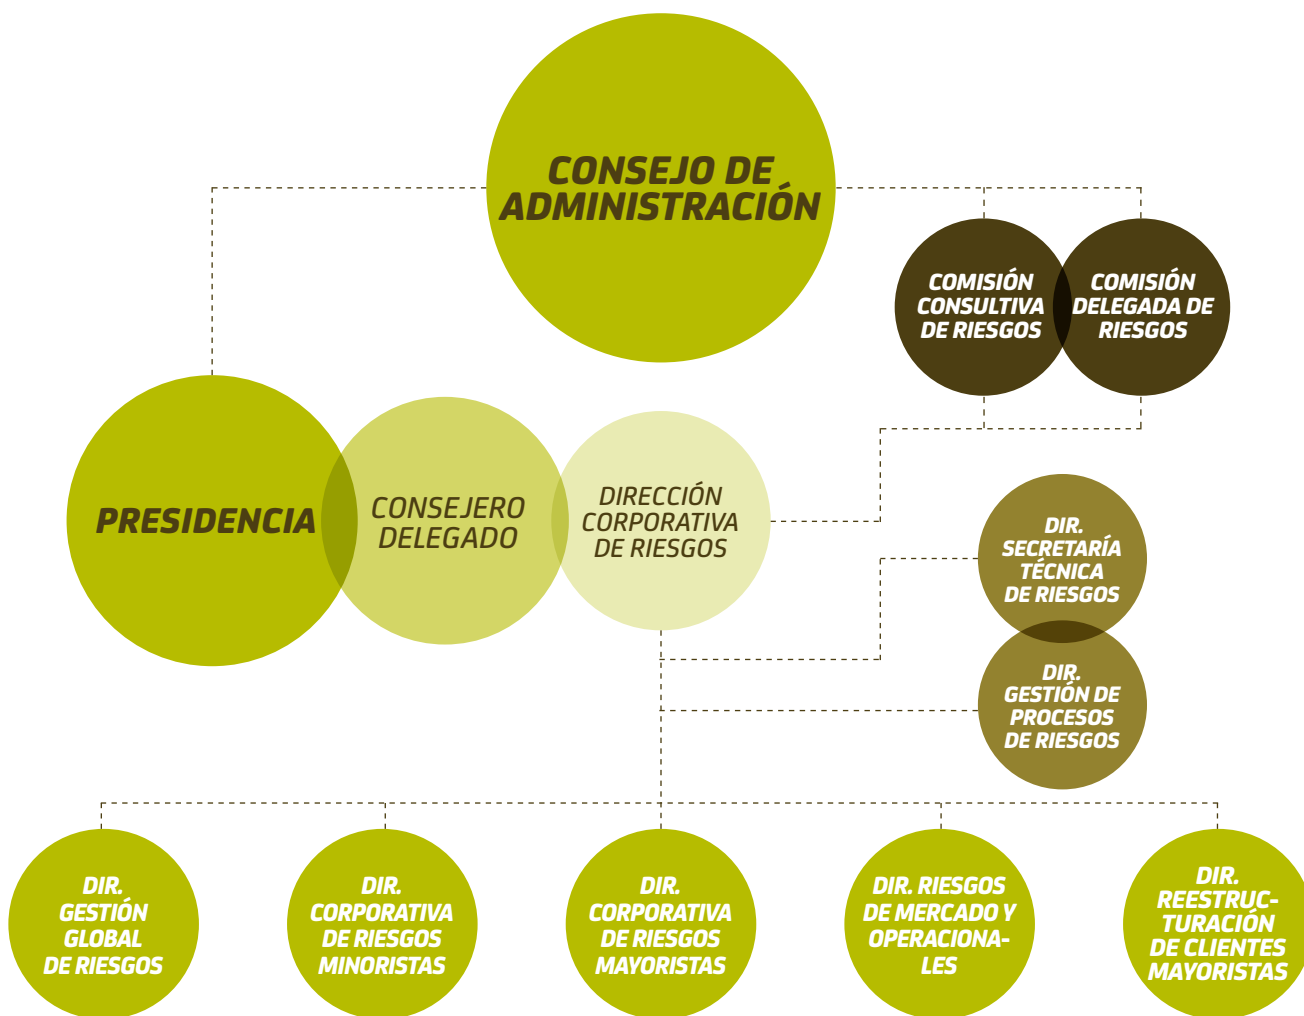 CONSEJO DE
ADMINISTRACIÓN
COMISIÓN
CONSULTIVA
DE RIESGOS
COMISIÓN
DELEGADA DE
RIESGOS
PRESIDENCIA
CONSEJERO
DELEGADO
DIRECCIÓN
CORPORATIVA
DE RIESGOS
DIR.
SECRETARÍA
TÉCNICA
DE RIESGOS
DIR.
GESTIÓN DE
PROCESOS
DE RIESGOS
DIR.
GESTIÓN
GLOBAL
DE RIESGOS
DIR.
CORPORATIVA
DE RIESGOS
MINORISTAS
DIR.
CORPORATIVA
DE RIESGOS
MAYORISTAS
DIR. RIESGOS
DE MERCADO Y
OPERACIONA-
LES
DIR.
REESTRUC-
TURACIÓN
DE CLIENTES
MAYORISTAS